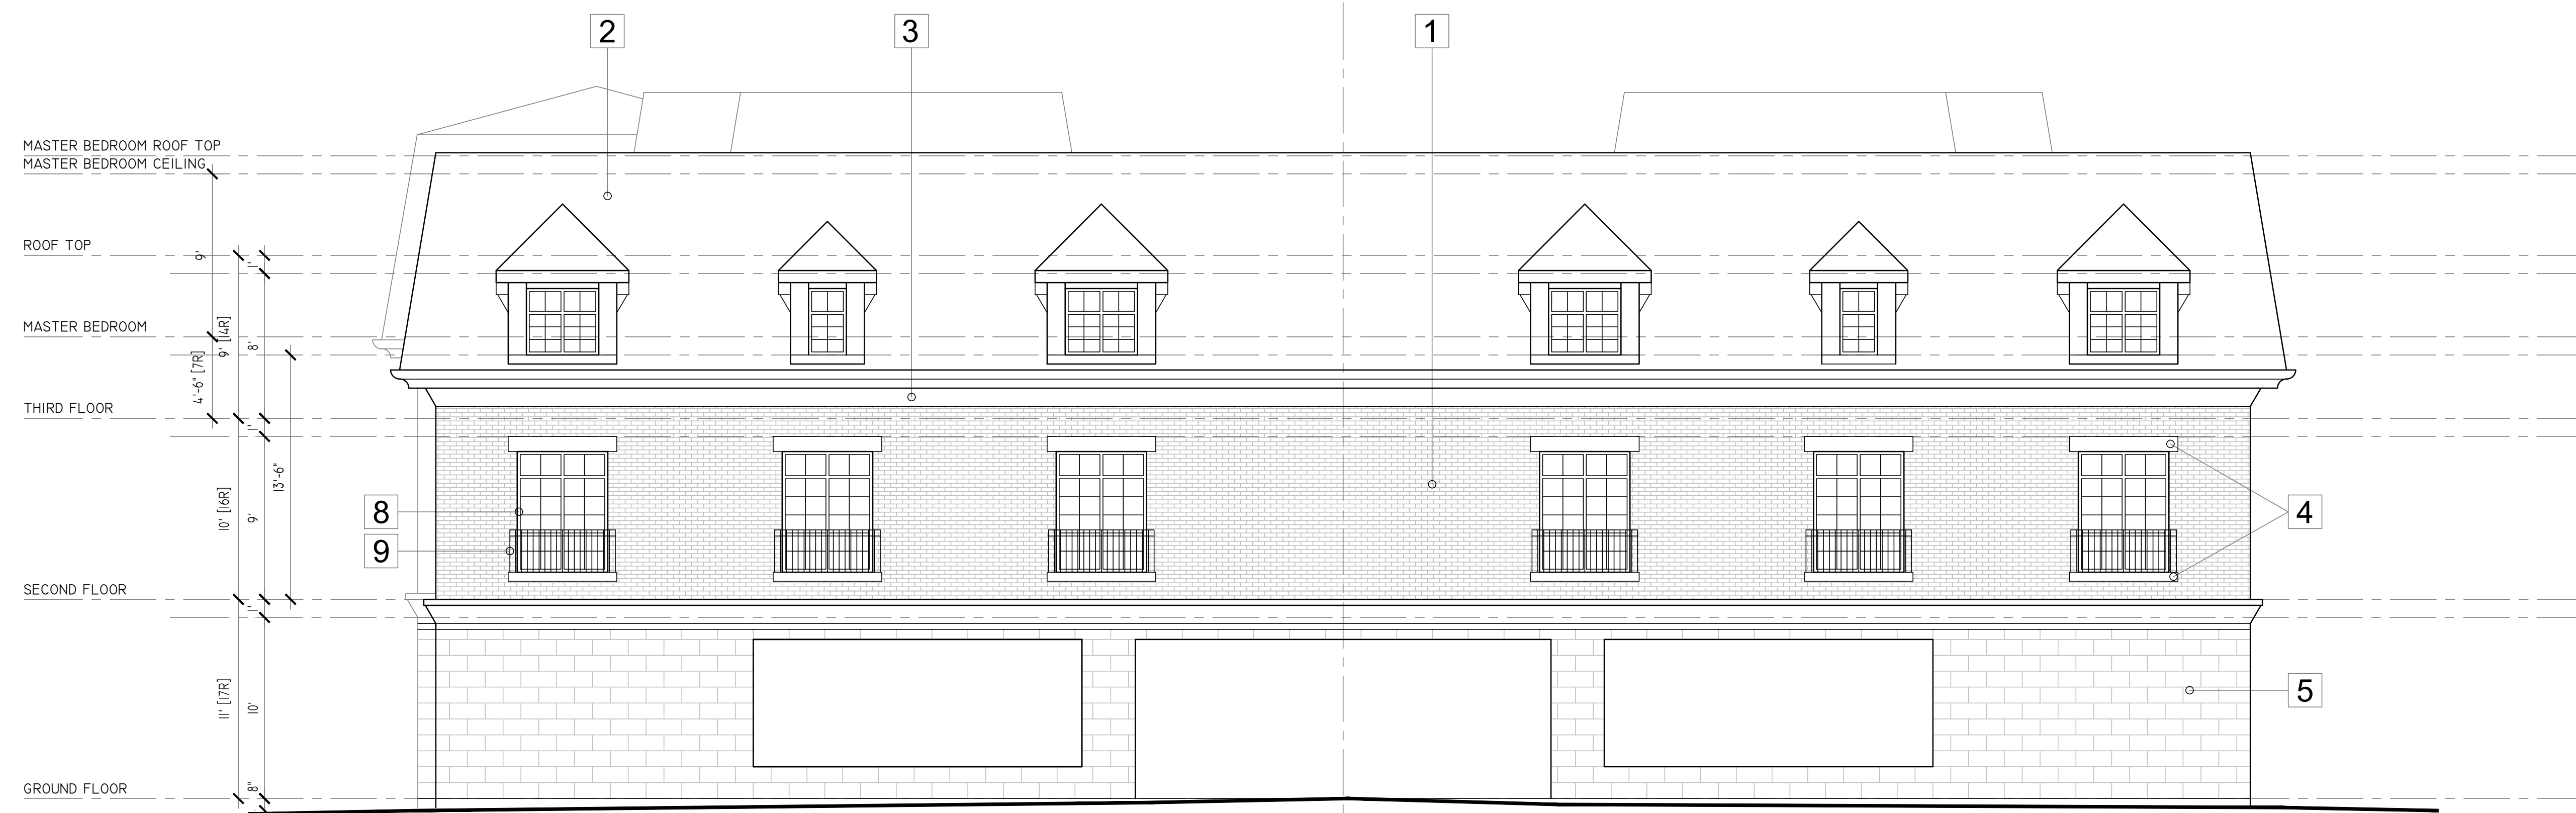 2
3
1
MASTER BEDROOM ROOF TOP
MASTER BEDROOM CEILING
ROOF TOP
9'
1'
MASTER BEDROOM
9' [14R]
8'
4'-6" [7R]
THIRD FLOOR
1'
13'-6"
10' [16R]
9'
8
9
4
SECOND FLOOR
1'
11' [17R]
10'
5
GROUND FLOOR
8"